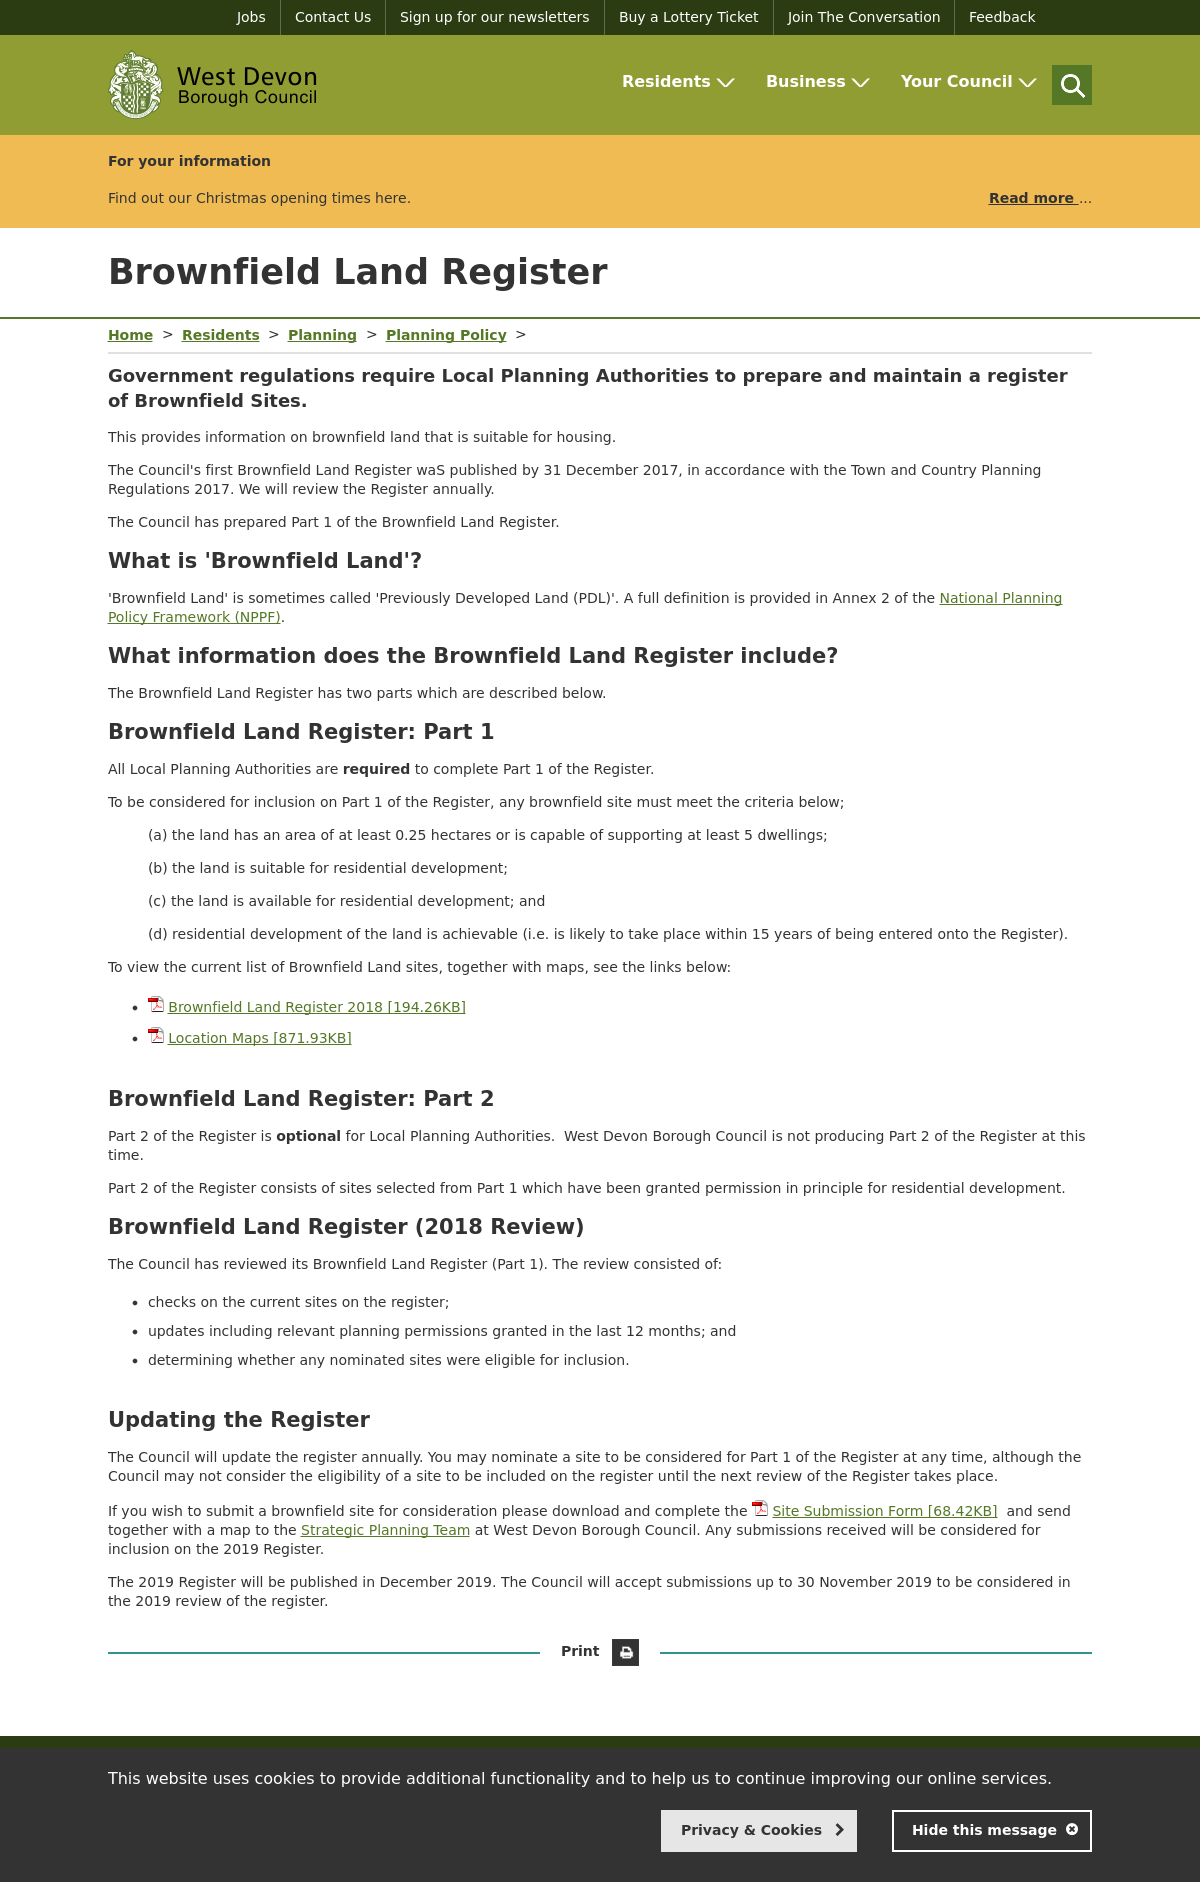 Jobs
Contact Us
Sign up for our newsletters
Buy a Lottery Ticket
Join The Conversation
Feedback
West Devon
Borough Council
Residents
Business
Your Council
For your information
Find out our Christmas opening times here.
Read more ...
Brownfield Land Register
Home > Residents > Planning > Planning Policy >
Government regulations require Local Planning Authorities to prepare and maintain a register
of Brownfield Sites.
This provides information on brownfield land that is suitable for housing.
The Council's first Brownfield Land Register waS published by 31 December 2017, in accordance with the Town and Country Planning
Regulations 2017. We will review the Register annually.
The Council has prepared Part 1 of the Brownfield Land Register.
What is 'Brownfield Land'?
'Brownfield Land' is sometimes called 'Previously Developed Land (PDL)'. A full definition is provided in Annex 2 of the National Planning
Policy Framework (NPPF).
What information does the Brownfield Land Register include?
The Brownfield Land Register has two parts which are described below.
Brownfield Land Register: Part 1
All Local Planning Authorities are required to complete Part 1 of the Register.
To be considered for inclusion on Part 1 of the Register, any brownfield site must meet the criteria below;
(a) the land has an area of at least 0.25 hectares or is capable of supporting at least 5 dwellings;
(b) the land is suitable for residential development;
(c) the land is available for residential development; and
(d) residential development of the land is achievable (i.e. is likely to take place within 15 years of being entered onto the Register).
To view the current list of Brownfield Land sites, together with maps, see the links below:
• Brownfield Land Register 2018 [194.26KB]
• Location Maps [871.93KB]
Brownfield Land Register: Part 2
Part 2 of the Register is optional for Local Planning Authorities.  West Devon Borough Council is not producing Part 2 of the Register at this
time.
Part 2 of the Register consists of sites selected from Part 1 which have been granted permission in principle for residential development.
Brownfield Land Register (2018 Review)
The Council has reviewed its Brownfield Land Register (Part 1). The review consisted of:
• checks on the current sites on the register;
• updates including relevant planning permissions granted in the last 12 months; and
• determining whether any nominated sites were eligible for inclusion.
Updating the Register
The Council will update the register annually. You may nominate a site to be considered for Part 1 of the Register at any time, although the
Council may not consider the eligibility of a site to be included on the register until the next review of the Register takes place.
If you wish to submit a brownfield site for consideration please download and complete the Site Submission Form [68.42KB]  and send
together with a map to the Strategic Planning Team at West Devon Borough Council. Any submissions received will be considered for
inclusion on the 2019 Register.
The 2019 Register will be published in December 2019. The Council will accept submissions up to 30 November 2019 to be considered in
the 2019 review of the register.
Print
This website uses cookies to provide additional functionality and to help us to continue improving our online services.
Privacy & Cookies
Hide this message